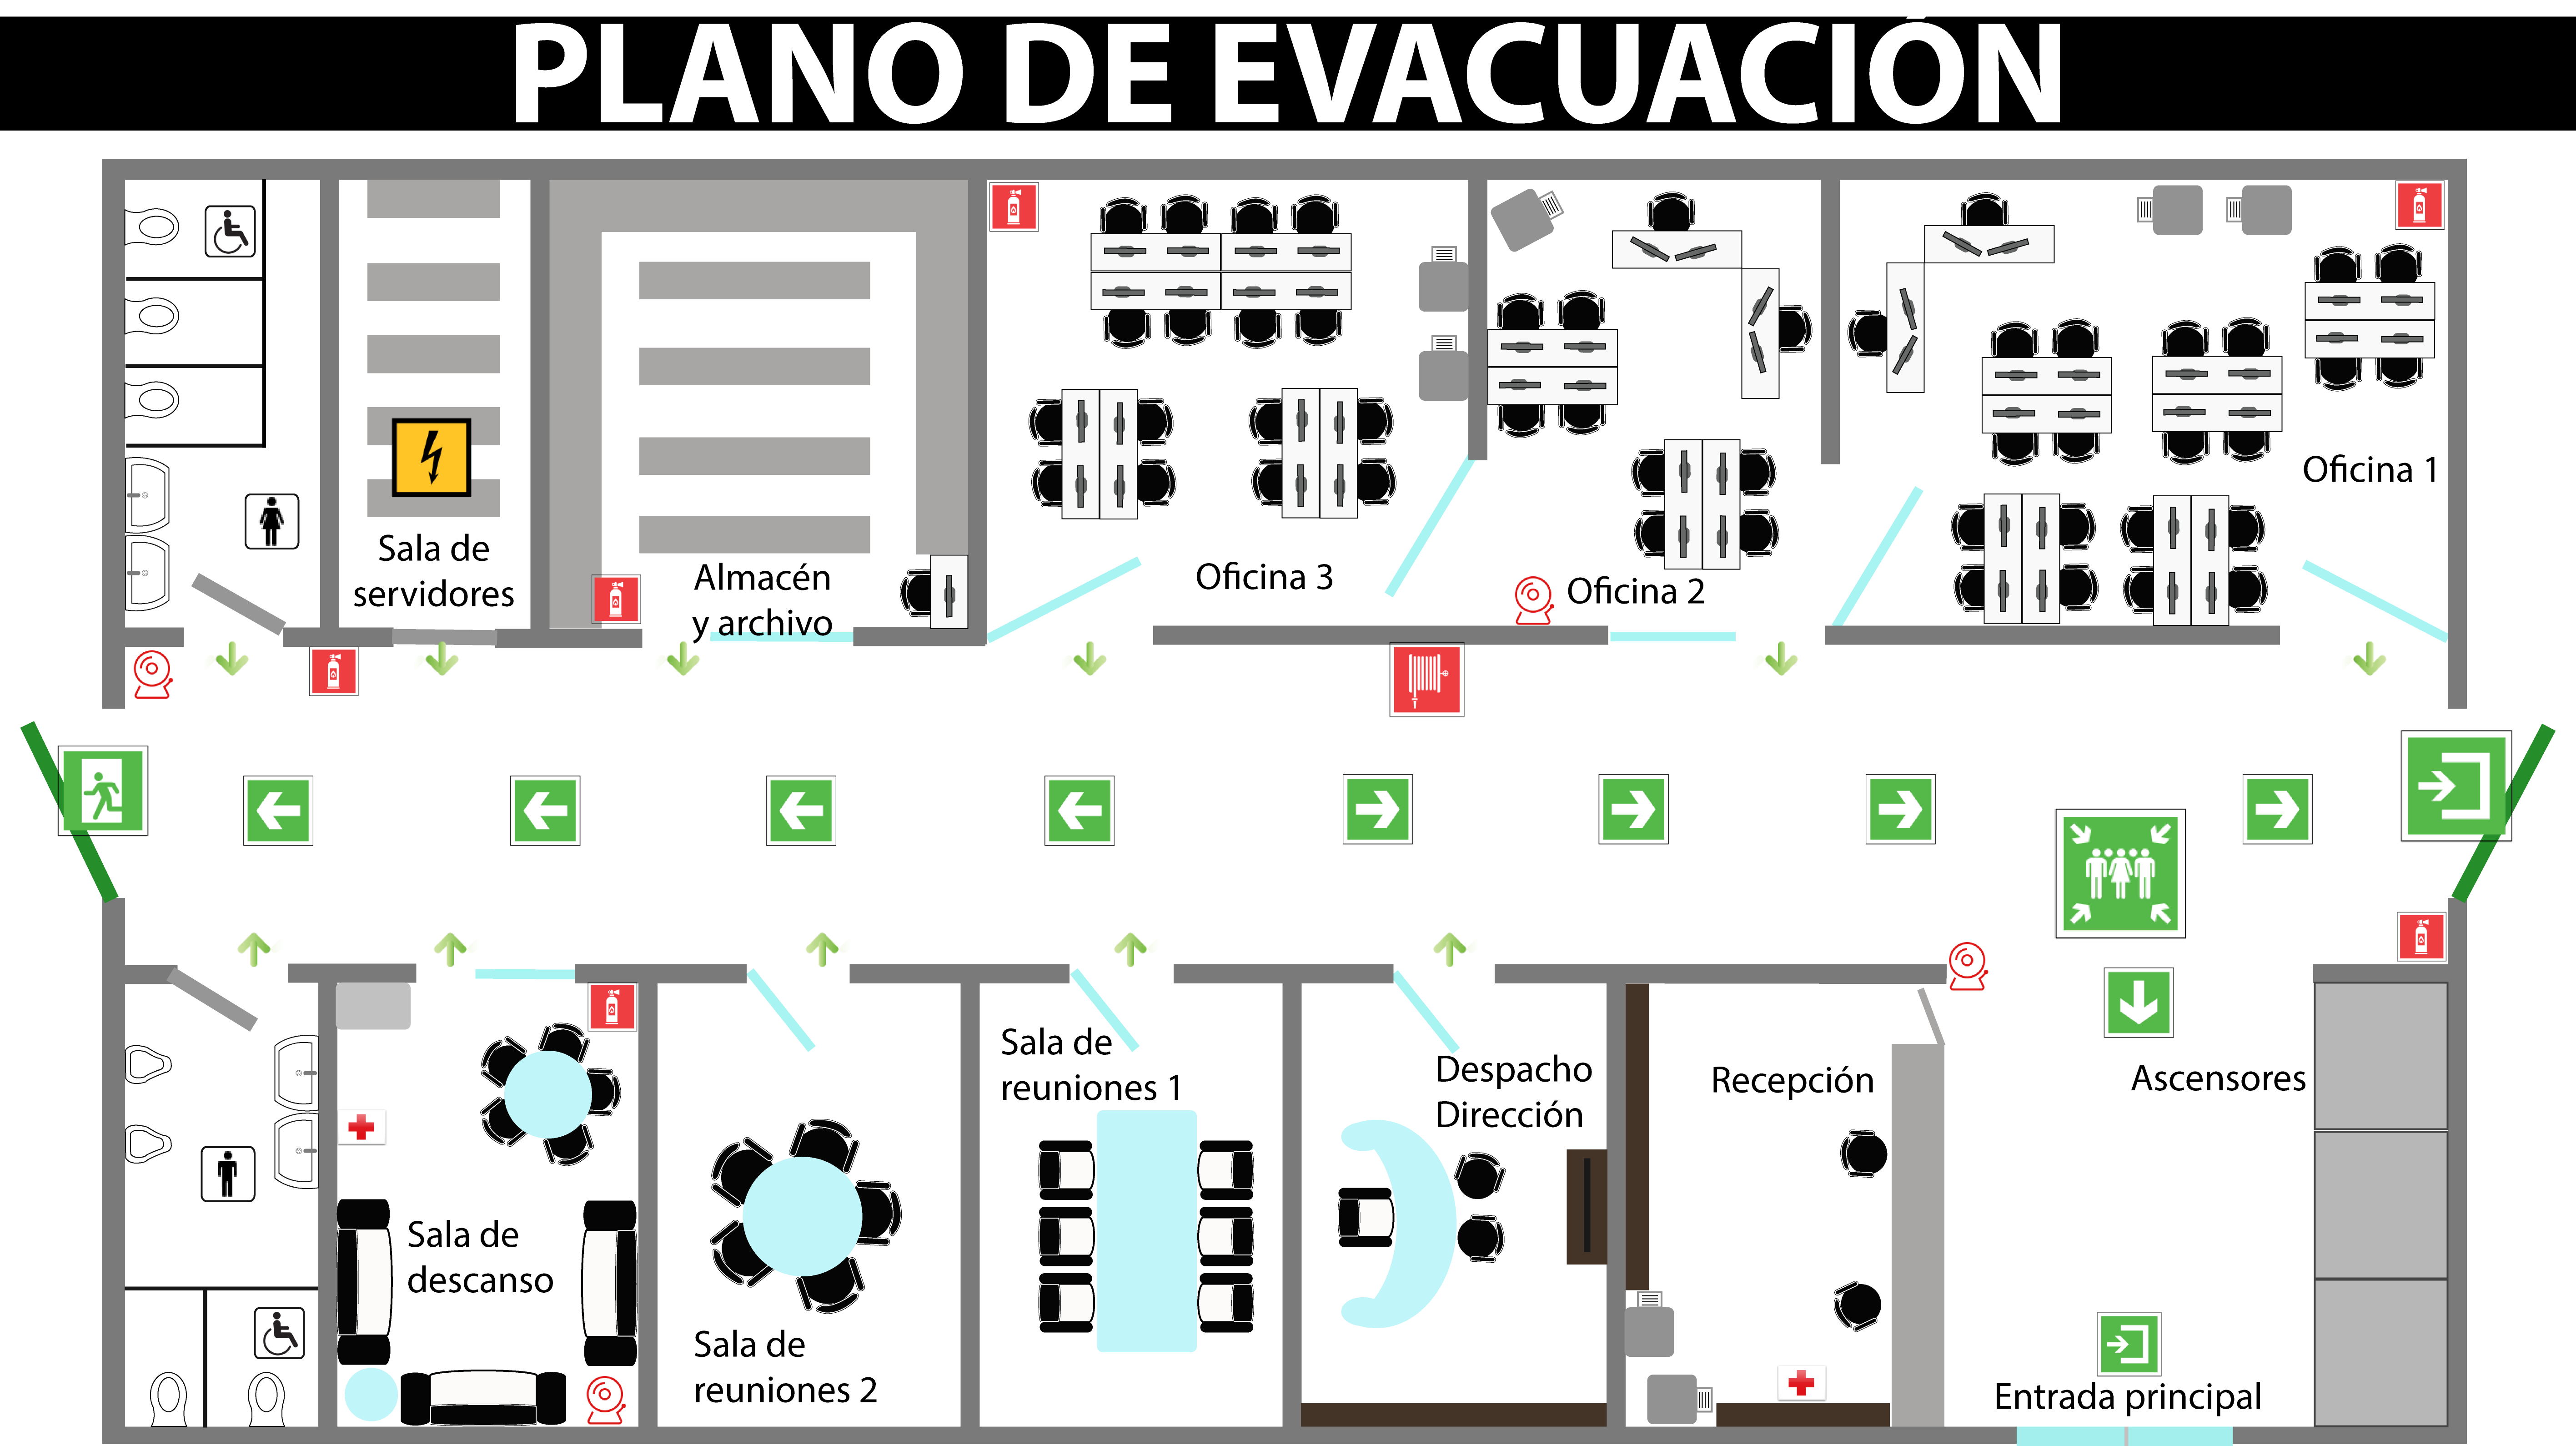 PLANO DE EVACUACIÓN
Oficina 1
Sala de
servidores
Almacén
y archivo
Oficina 3
Oficina 2
Sala de
reuniones 1
Despacho
Dirección
Recepción
Ascensores
Sala de
descanso
Sala de
reuniones 2
Entrada principal